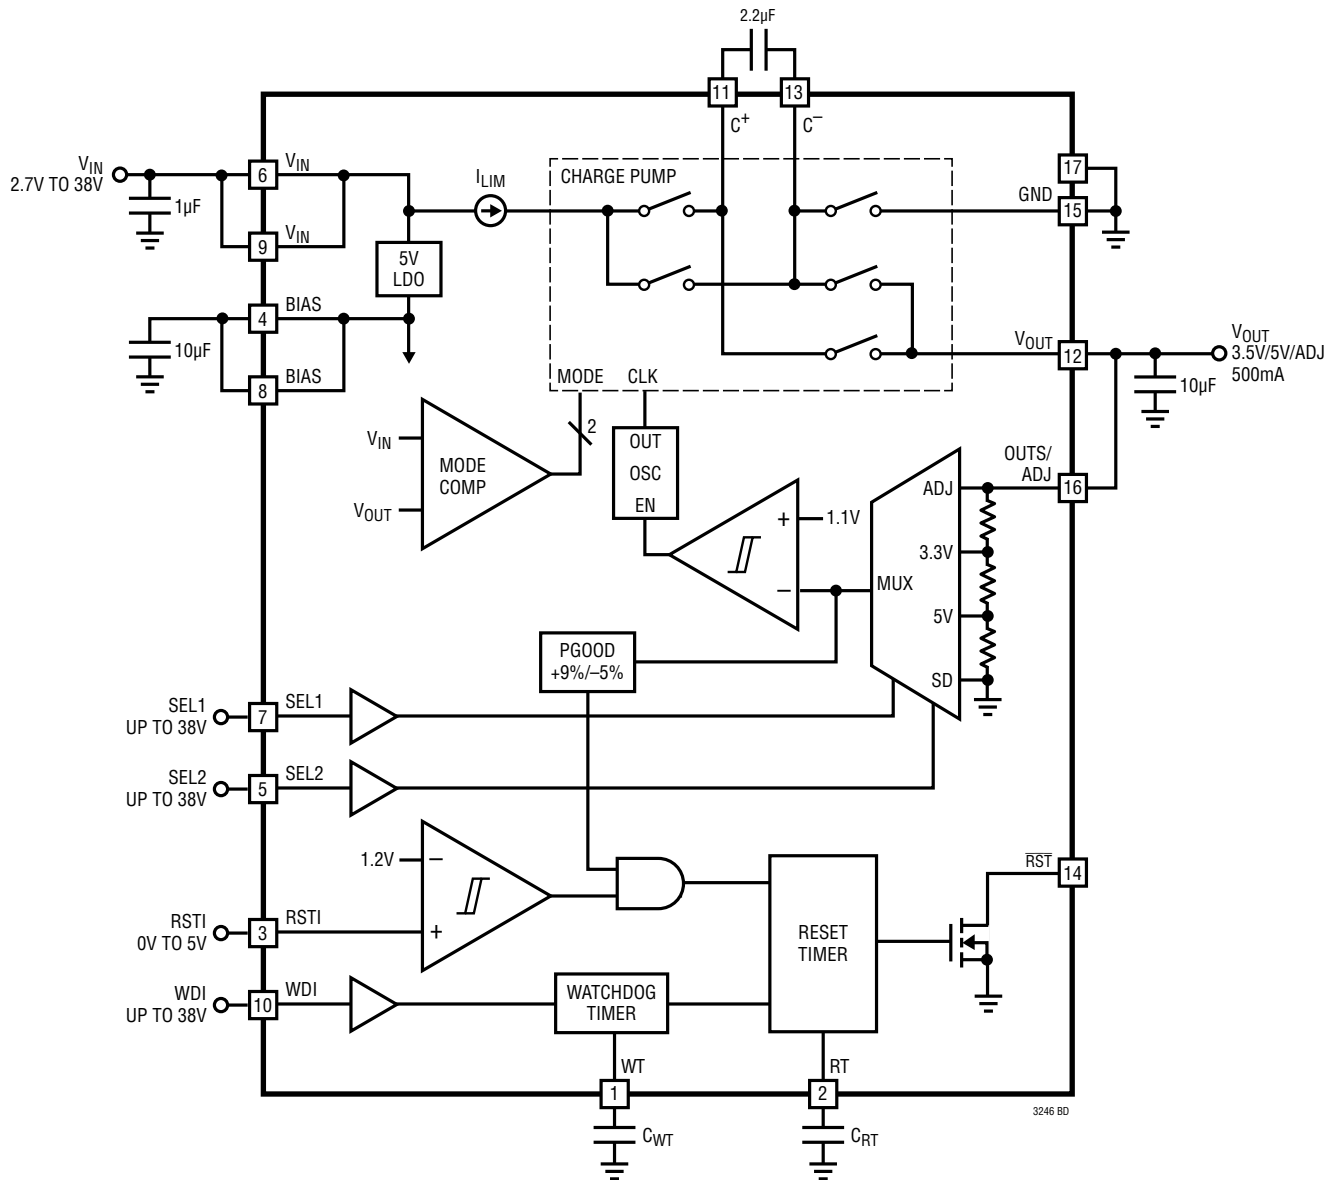 2.2µF
11
13
C+
C–
VIN
2.7V TO 38V
1µF
6
VIN
9
VIN
ILIM
CHARGE PUMP
17
GND
15
5V
LDO
4
BIAS
10µF
8
BIAS
VOUT
12
VOUT
3.5V/5V/ADJ
500mA
10µF
MODE
CLK
2
VIN
VOUT
MODE
COMP
OUT
OSC
EN
+
1.1V
–
MUX
ADJ
3.3V
5V
SD
OUTS/
ADJ
16
PGOOD
+9%/–5%
SEL1
UP TO 38V
7
SEL1
SEL2
UP TO 38V
5
SEL2
1.2V
–
+
RSTI
0V TO 5V
3
RSTI
WDI
UP TO 38V
10
WDI
WATCHDOG
TIMER
RESET
TIMER
RST
14
WT
1
CWT
RT
2
CRT
3246 BD